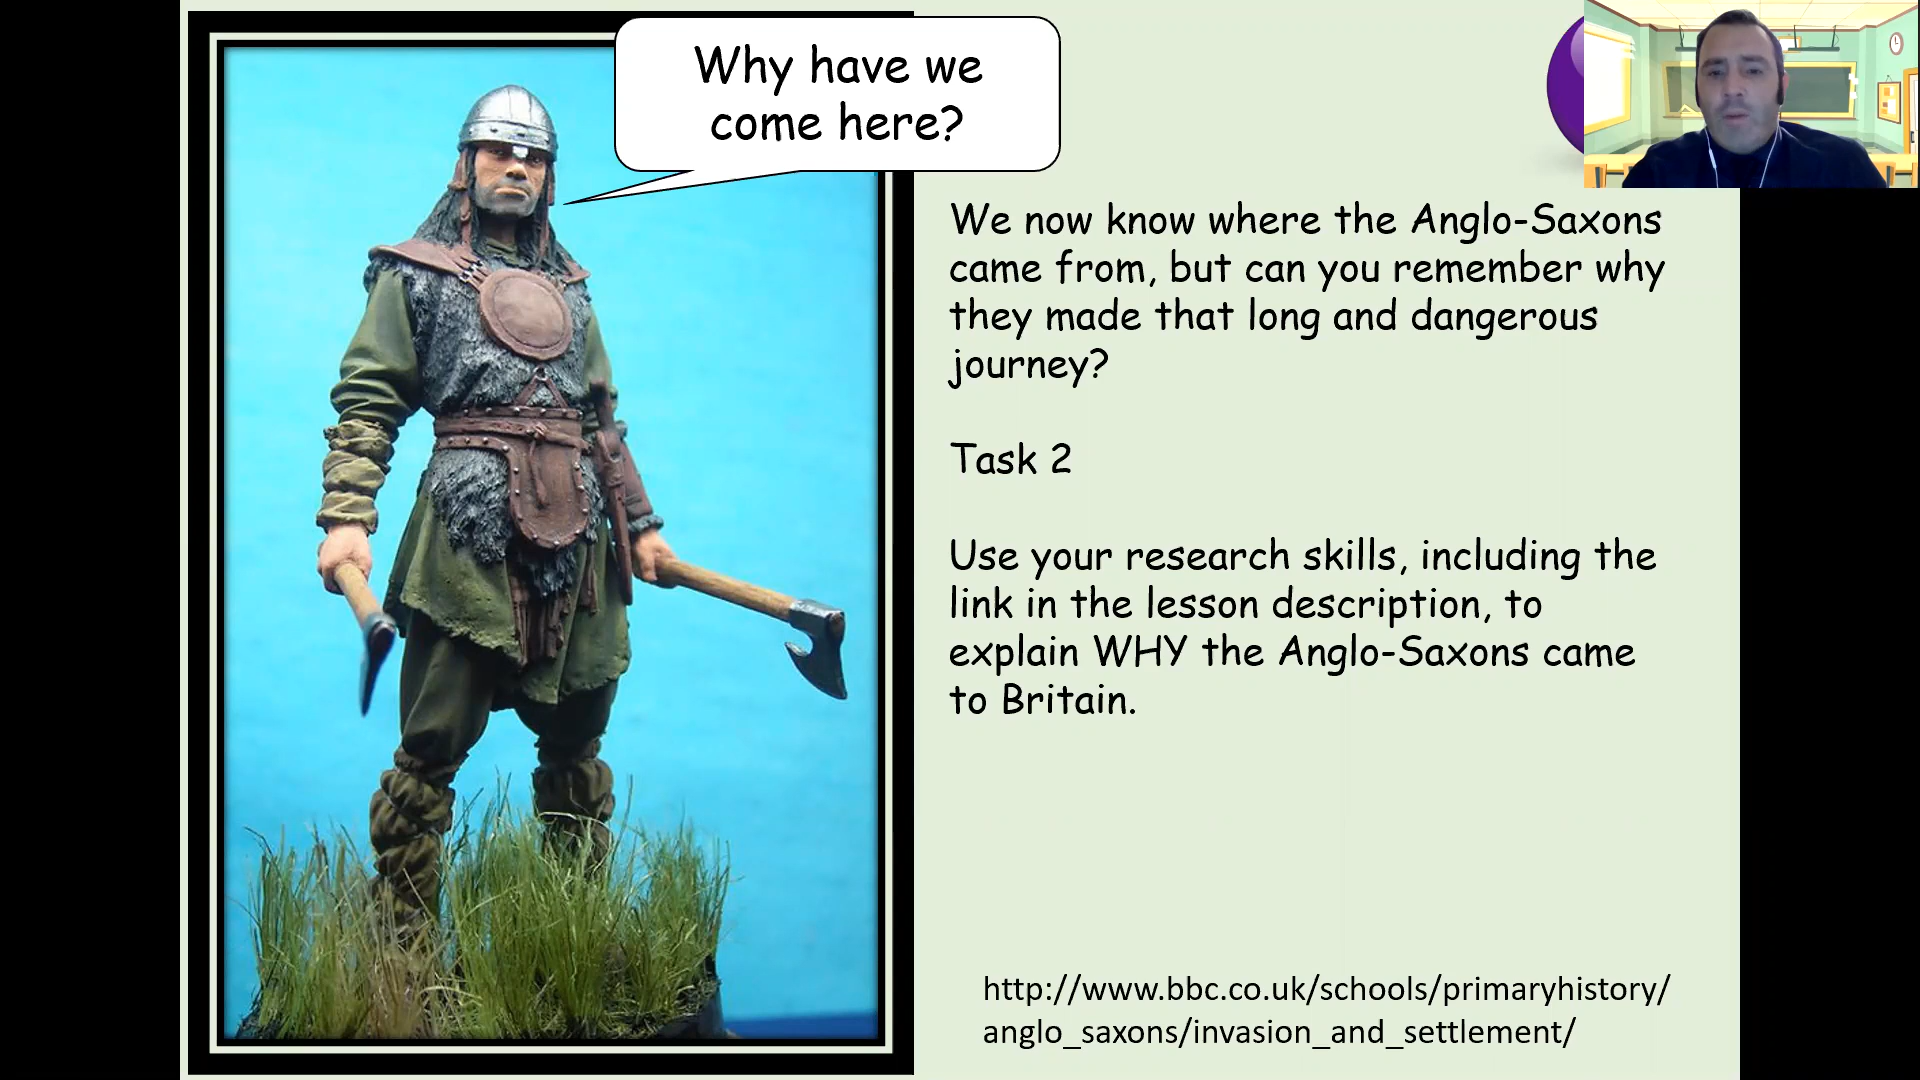 Why have we
come here?
We now know where the Anglo-Saxons
came from, but can you remember why
they made that long and dangerous
journey?
Task 2
Use your research skills, including the
link in the lesson description, to
explain WHY the Anglo-Saxons came
to Britain.
http://www.bbc.co.uk/schools/primaryhistory/
anglo_saxons/invasion_and_settlement/